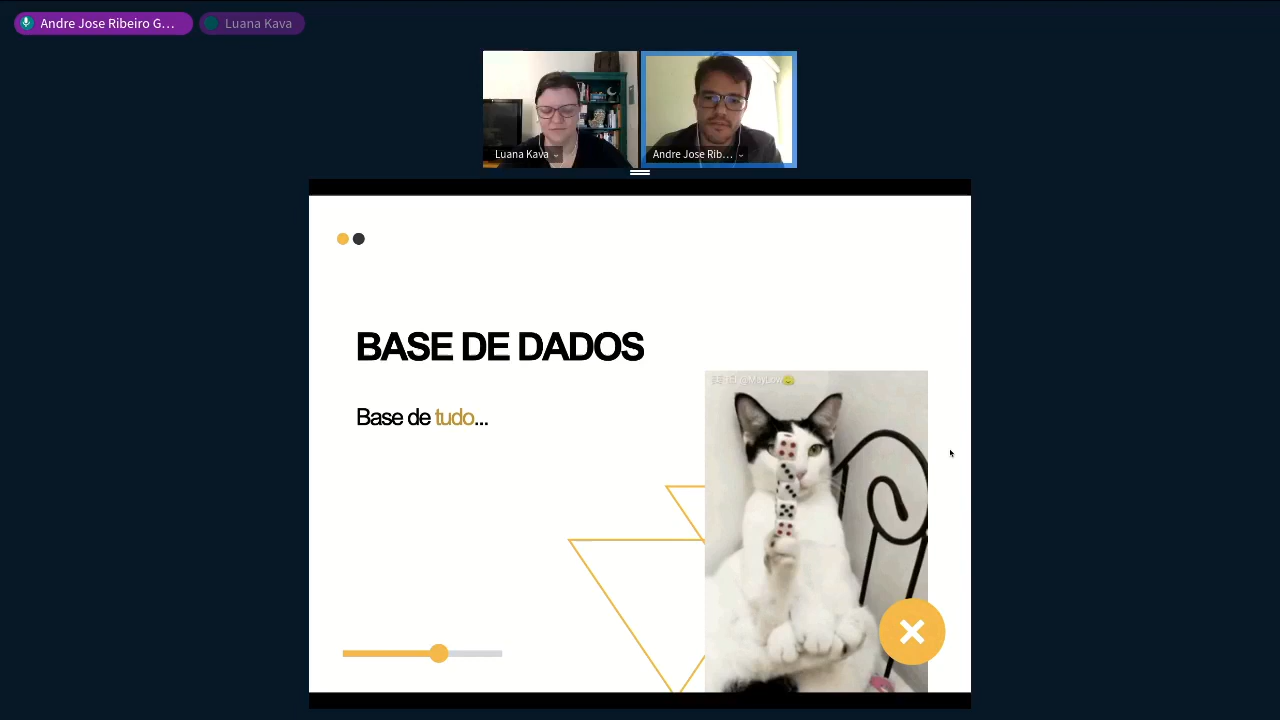 Andre Jose Ribeiro G...
Luana Kava
Luana Kava
Andre Jose Rib...
BASE DE DADOS
Base de tudo...